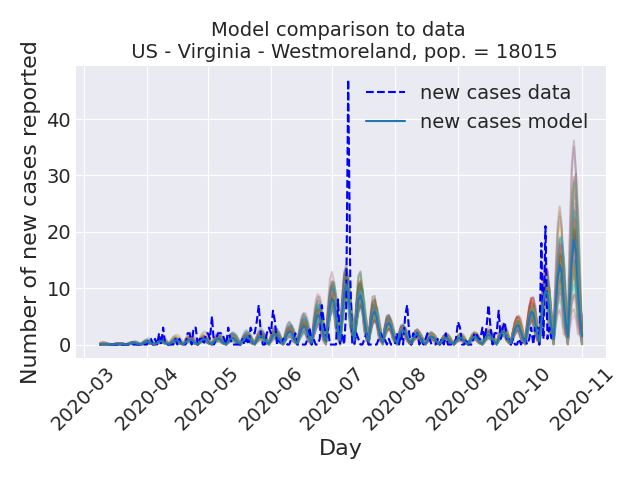 Model comparison to data
US - Virginia - Westmoreland, pop. = 18015
Number of new cases reported
new cases data
new cases model
40
30
20
10
0
2020-03
2020-04
2020-05
2020-06
2020-07
2020-08
2020-09
2020-10
2020-11
Day